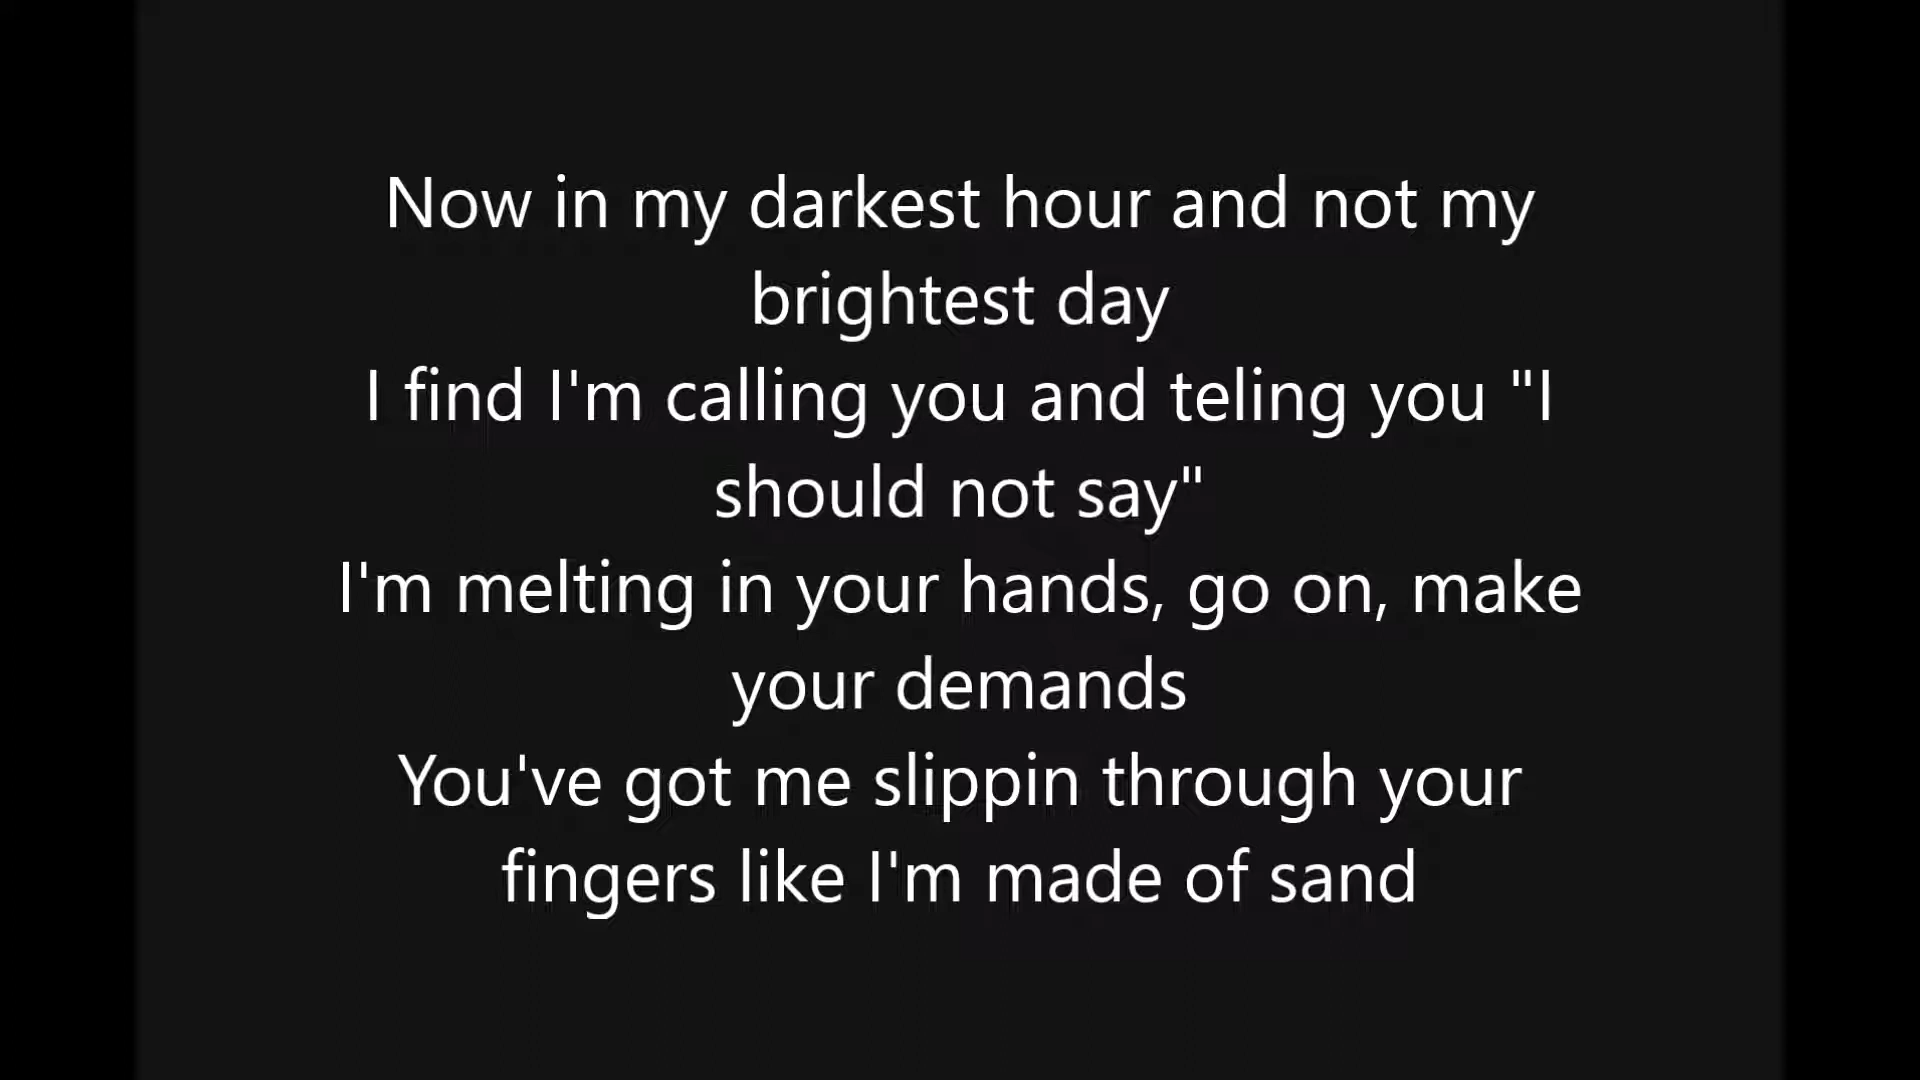 Now in my darkest hour and not my
brightest day
I find I'm calling you and teling you "I
should not say"
I'm melting in your hands, go on, make
your demands
You've got me slippin through your
fingers like I'm made of sand